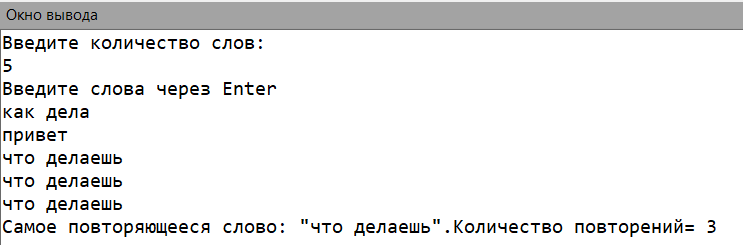 Окно вывода
Введите количество слов:
5
Введите слова через Enter
как дела
привет
что делаешь
что делаешь
что делаешь
Самое повторяющееся слово: "что делаешь".Количество повторений= 3